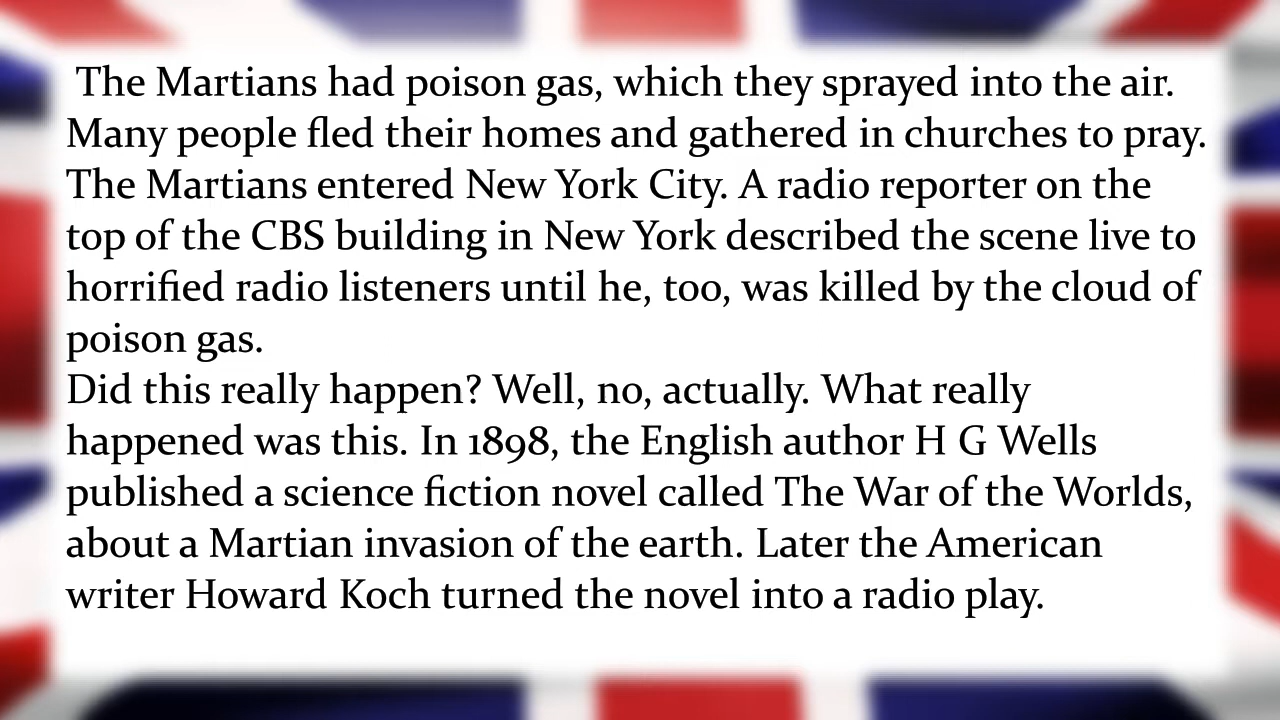 The Martians had poison gas, which they sprayed into the air.
Many people fled their homes and gathered in churches to pray.
The Martians entered New York City. A radio reporter on the
top of the CBS building in New York described the scene live to
horrified radio listeners until he, too, was killed by the cloud of
poison gas.
Did this really happen? Well, no, actually. What really
happened was this. In 1898, the English author H G Wells
published a science fiction novel called The War of the Worlds,
about a Martian invasion of the earth. Later the American
writer Howard Koch turned the novel into a radio play.